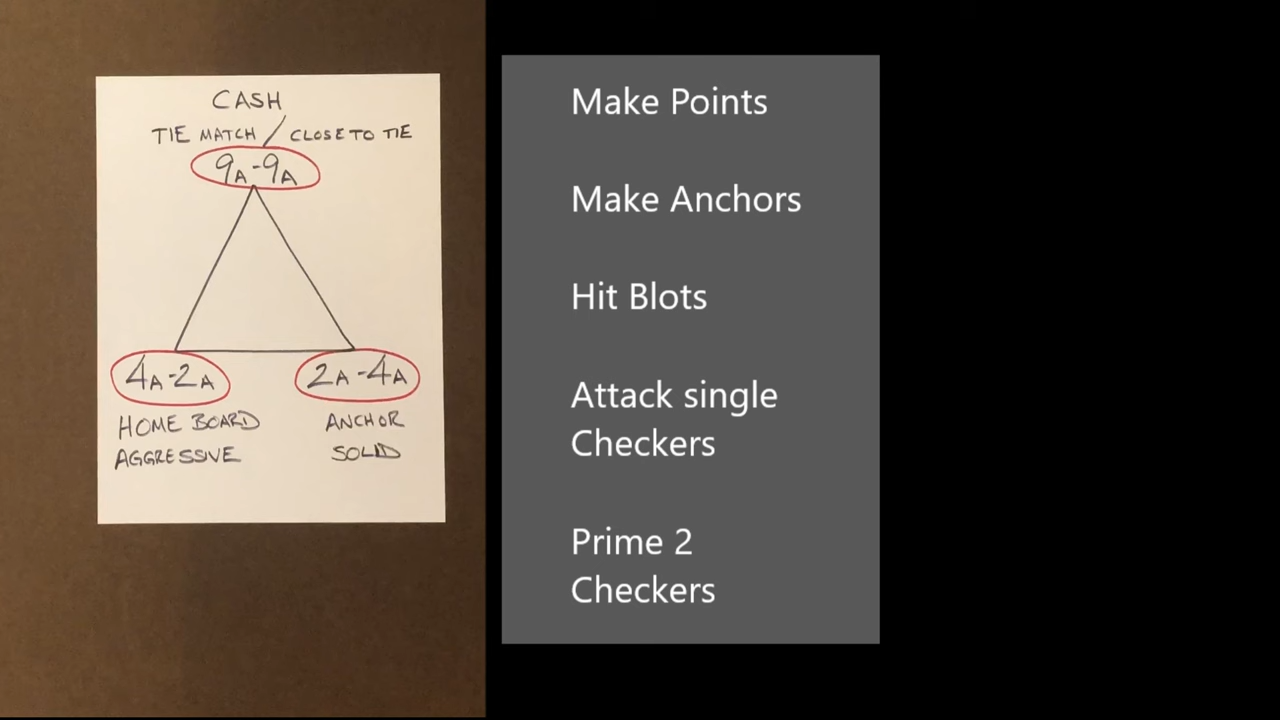 CASH
TIE MATCH / CLOSE TO TIE
9A-9A
4A-2A 2A-4A
HOME BOARD ANCHOR
AGGRESSIVE SOLID
Make Points
Make Anchors
Hit Blots
Attack single
Checkers
Prime 2
Checkers